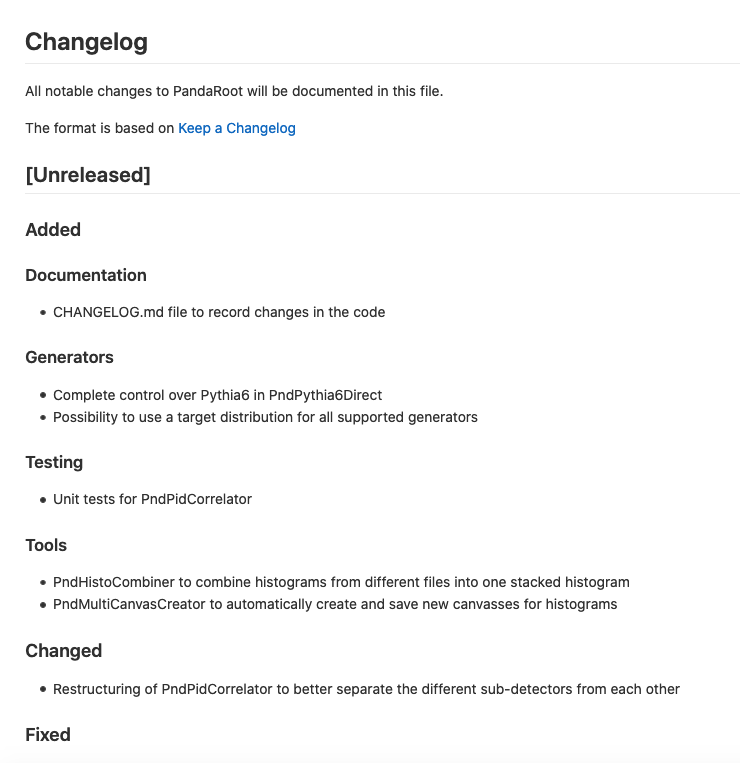 Changelog
All notable changes to PandaRoot will be documented in this file.
The format is based on Keep a Changelog
[Unreleased]
Added
Documentation
• CHANGELOG.md file to record changes in the code
Generators
• Complete control over Pythia6 in PndPythia6Direct
• Possibility to use a target distribution for all supported generators
Testing
• Unit tests for PndPidCorrelator
Tools
• PndHistoCombiner to combine histograms from different files into one stacked histogram
• PndMultiCanvasCreator to automatically create and save new canvasses for histograms
Changed
• Restructuring of PndPidCorrelator to better separate the different sub-detectors from each other
Fixed